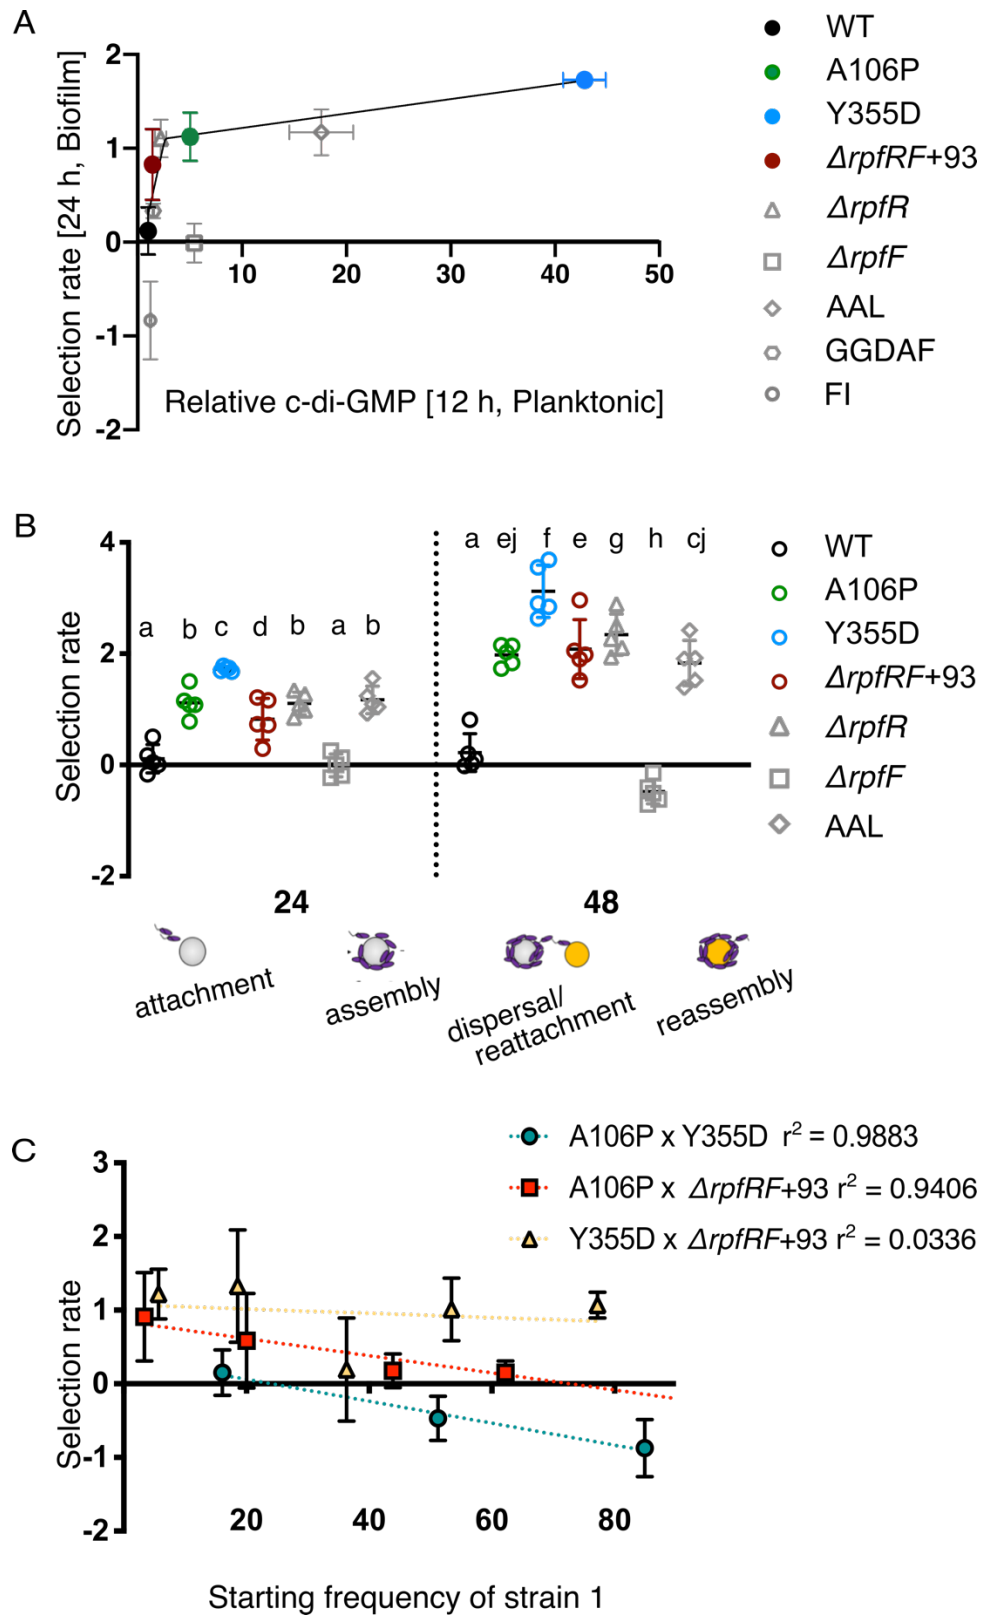 A
WT
A106P
Y355D
ΔrpfRF+93
ΔrpfR
ΔrpfF
AAL
GGDAF
FI
Selection rate [24 h, Biofilm]
2
1
0
-1
-2
10 20 30 40 50
Relative c-di-GMP [12 h, Planktonic]
B
WT
A106P
Y355D
ΔrpfRF+93
ΔrpfR
ΔrpfF
AAL
Selection rate
4
2
0
-2
a b c d b a b
a ej f e g h cj
24 48
attachment
assembly
dispersal/
reattachment
reassembly
C
A106P x Y355D r² = 0.9883
A106P x ΔrpfRF+93 r² = 0.9406
Y355D x ΔrpfRF+93 r² = 0.0336
Selection rate
3
2
1
0
-1
-2
20 40 60 80
Starting frequency of strain 1